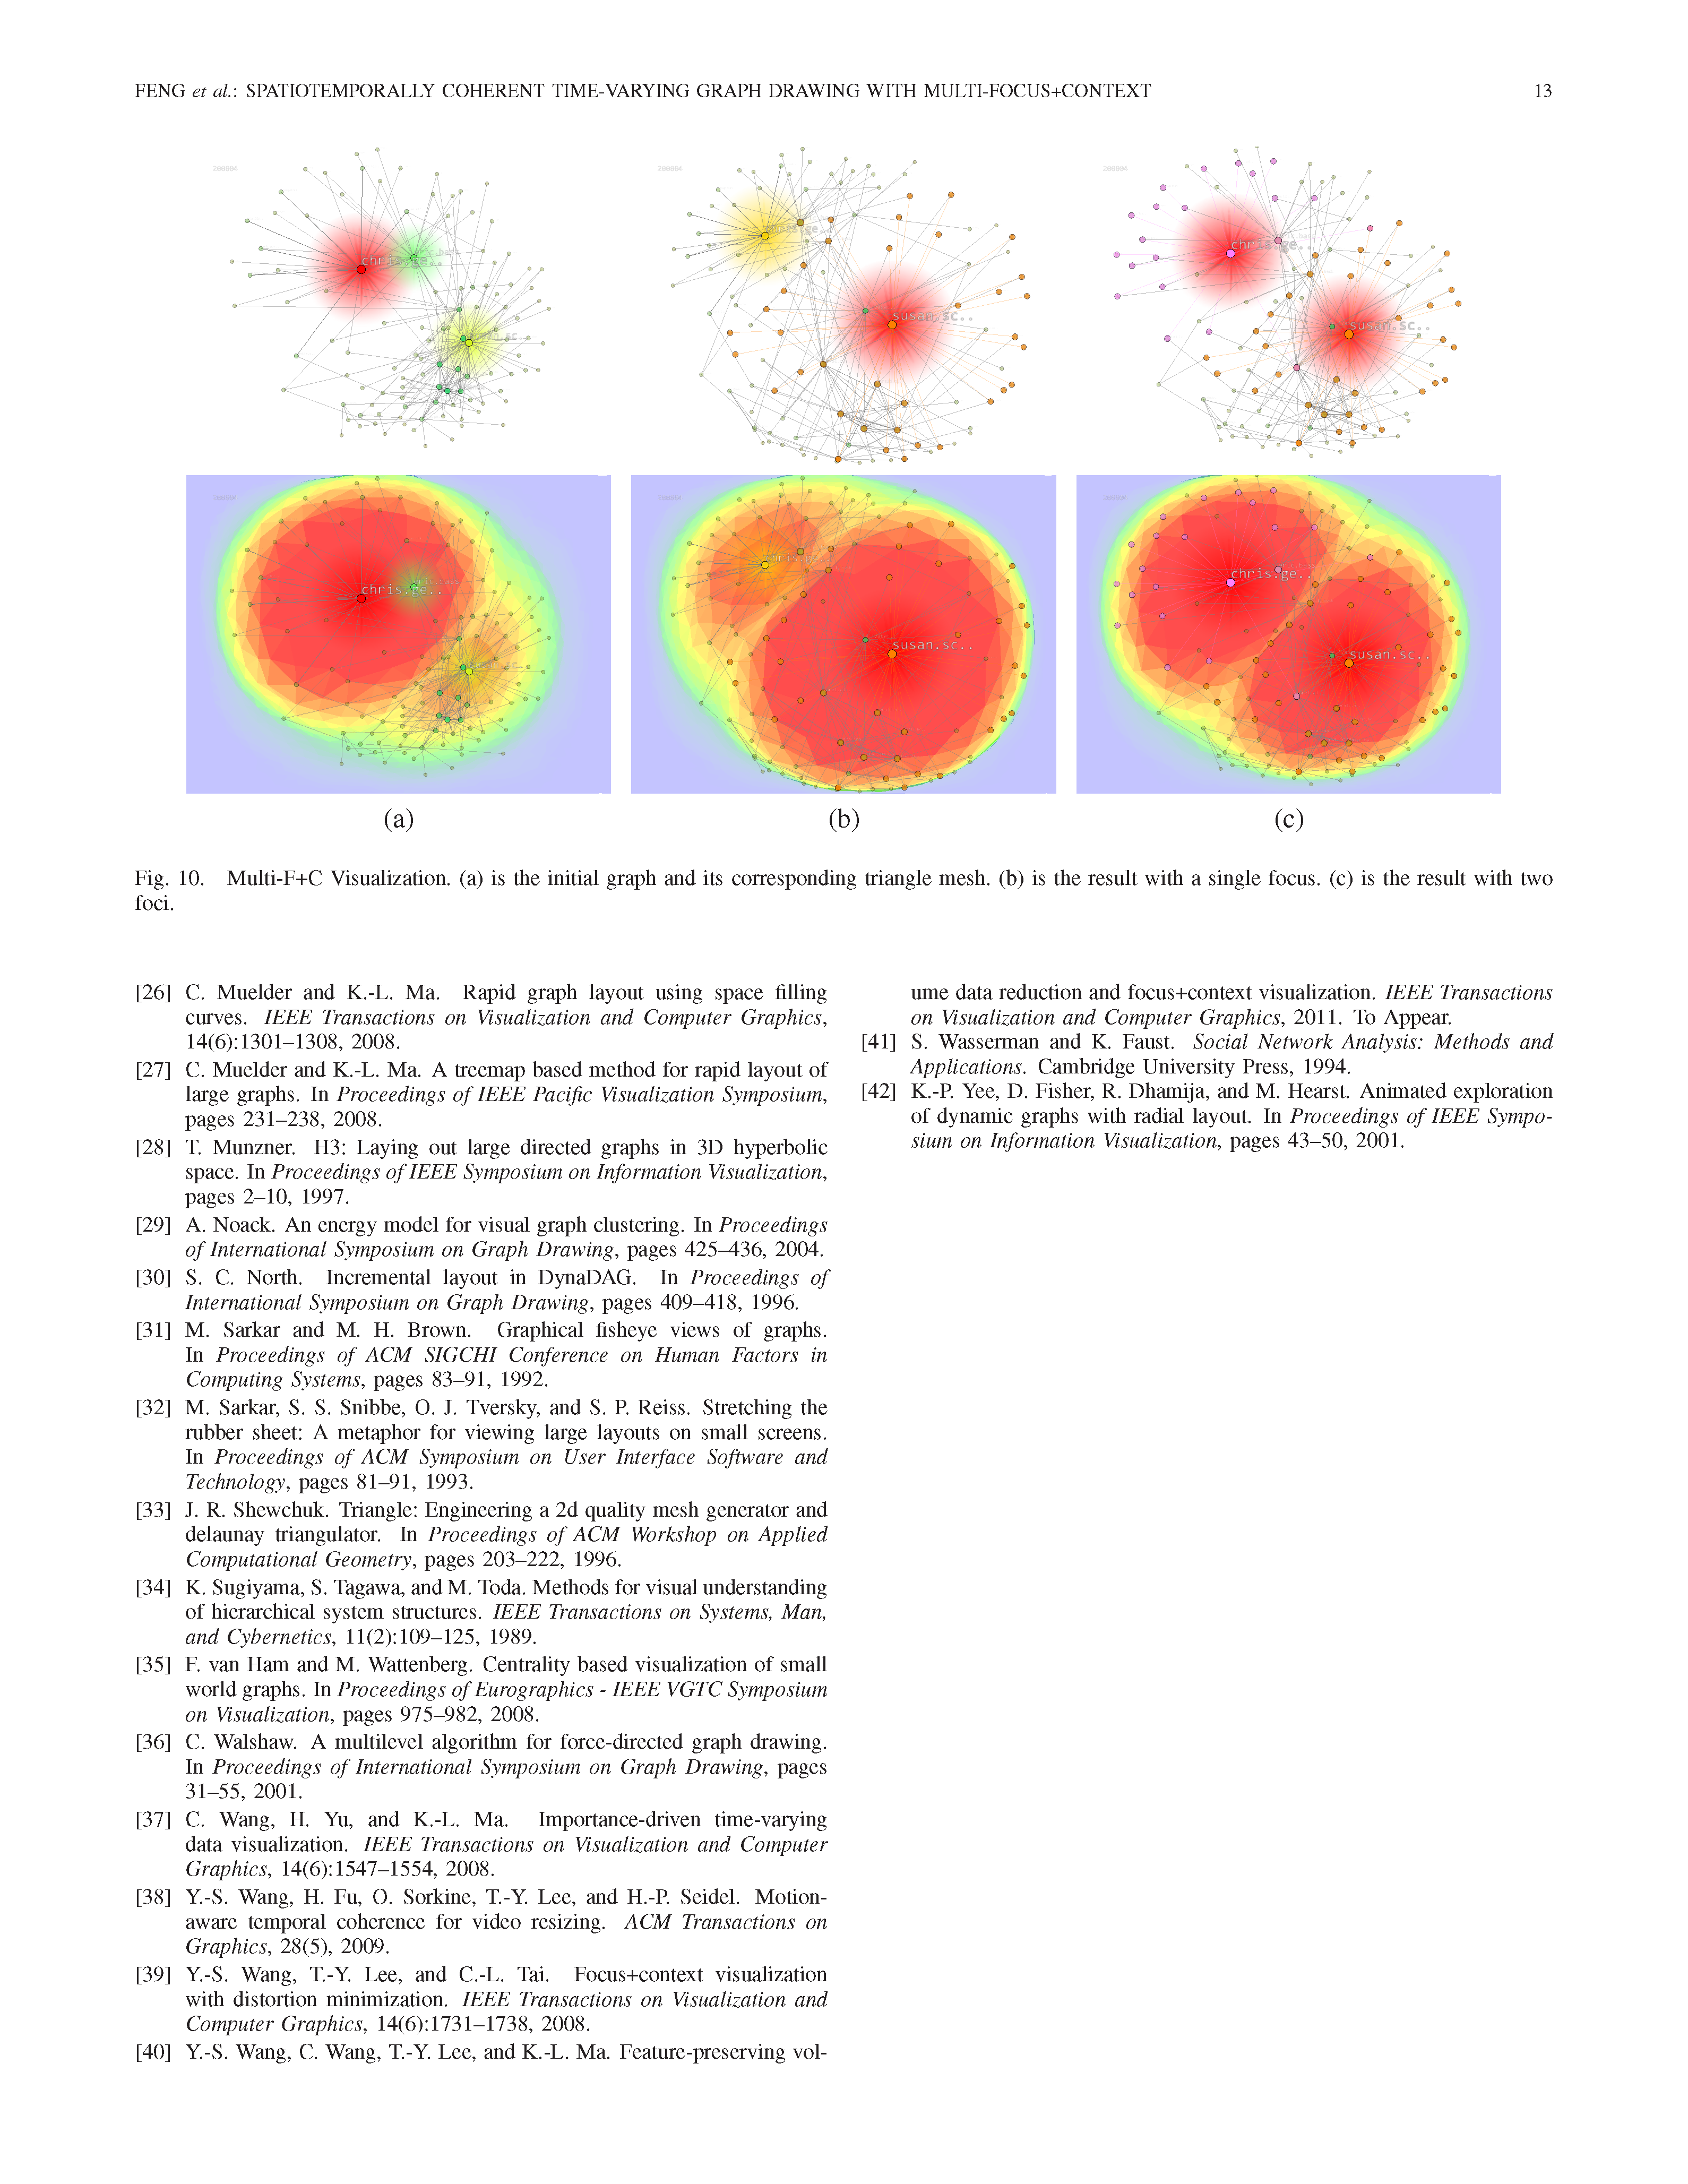 FENG et al.: SPATIOTEMPORALLY COHERENT TIME-VARYING GRAPH DRAWING WITH MULTI-FOCUS+CONTEXT 13
chris.ge..
susan.sc..
chris.ge..
susan.sc..
chris.ge..
susan.sc..
chris.ge..
susan.sc..
(a) (b) (c)
Fig. 10. Multi-F+C Visualization. (a) is the initial graph and its corresponding triangle mesh. (b) is the result with a single focus. (c) is the result with two
foci.
[26] C. Muelder and K.-L. Ma. Rapid graph layout using space filling
curves. IEEE Transactions on Visualization and Computer Graphics,
14(6):1301–1308, 2008.
[27] C. Muelder and K.-L. Ma. A treemap based method for rapid layout of
large graphs. In Proceedings of IEEE Pacific Visualization Symposium,
pages 231–238, 2008.
[28] T. Munzner. H3: Laying out large directed graphs in 3D hyperbolic
space. In Proceedings of IEEE Symposium on Information Visualization,
pages 2–10, 1997.
[29] A. Noack. An energy model for visual graph clustering. In Proceedings
of International Symposium on Graph Drawing, pages 425–436, 2004.
[30] S. C. North. Incremental layout in DynaDAG. In Proceedings of
International Symposium on Graph Drawing, pages 409–418, 1996.
[31] M. Sarkar and M. H. Brown. Graphical fisheye views of graphs.
In Proceedings of ACM SIGCHI Conference on Human Factors in
Computing Systems, pages 83–91, 1992.
[32] M. Sarkar, S. S. Snibbe, O. J. Tversky, and S. P. Reiss. Stretching the
rubber sheet: A metaphor for viewing large layouts on small screens.
In Proceedings of ACM Symposium on User Interface Software and
Technology, pages 81–91, 1993.
[33] J. R. Shewchuk. Triangle: Engineering a 2d quality mesh generator and
delaunay triangulator. In Proceedings of ACM Workshop on Applied
Computational Geometry, pages 203–222, 1996.
[34] K. Sugiyama, S. Tagawa, and M. Toda. Methods for visual understanding
of hierarchical system structures. IEEE Transactions on Systems, Man,
and Cybernetics, 11(2):109–125, 1989.
[35] F. van Ham and M. Wattenberg. Centrality based visualization of small
world graphs. In Proceedings of Eurographics - IEEE VGTC Symposium
on Visualization, pages 975–982, 2008.
[36] C. Walshaw. A multilevel algorithm for force-directed graph drawing.
In Proceedings of International Symposium on Graph Drawing, pages
31–55, 2001.
[37] C. Wang, H. Yu, and K.-L. Ma. Importance-driven time-varying
data visualization. IEEE Transactions on Visualization and Computer
Graphics, 14(6):1547–1554, 2008.
[38] Y.-S. Wang, H. Fu, O. Sorkine, T.-Y. Lee, and H.-P. Seidel. Motion-
aware temporal coherence for video resizing. ACM Transactions on
Graphics, 28(5), 2009.
[39] Y.-S. Wang, T.-Y. Lee, and C.-L. Tai. Focus+context visualization
with distortion minimization. IEEE Transactions on Visualization and
Computer Graphics, 14(6):1731–1738, 2008.
[40] Y.-S. Wang, C. Wang, T.-Y. Lee, and K.-L. Ma. Feature-preserving vol-
ume data reduction and focus+context visualization. IEEE Transactions
on Visualization and Computer Graphics, 2011. To Appear.
[41] S. Wasserman and K. Faust. Social Network Analysis: Methods and
Applications. Cambridge University Press, 1994.
[42] K.-P. Yee, D. Fisher, R. Dhamija, and M. Hearst. Animated exploration
of dynamic graphs with radial layout. In Proceedings of IEEE Sympo-
sium on Information Visualization, pages 43–50, 2001.